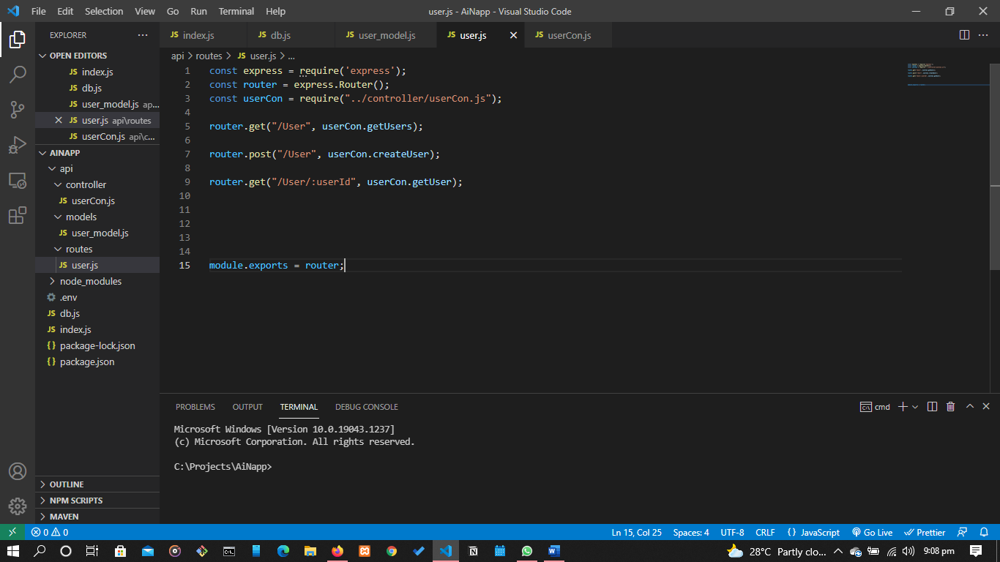 File Edit Selection View Go Run Terminal Help user.js - AiNapp - Visual Studio Code
EXPLORER ...
OPEN EDITORS
JS index.js
JS db.js
JS user_model.js ap...
JS user.js api\routes
JS userCon.js api\c...
AINAPP
api
controller
JS userCon.js
models
JS user_model.js
routes
JS user.js
node_modules
.env
JS db.js
JS index.js
{} package-lock.json
{} package.json
OUTLINE
NPM SCRIPTS
MAVEN
JS index.js JS db.js JS user_model.js JS user.js JS userCon.js
api > routes > JS user.js > ...
1 const express = require('express');
2 const router = express.Router();
3 const userCon = require("../controller/userCon.js");
4
5 router.get("/User", userCon.getUsers);
6
7 router.post("/User", userCon.createUser);
8
9 router.get("/User/:userId", userCon.getUser);
10
11
12
13
14
15 module.exports = router;
PROBLEMS OUTPUT TERMINAL DEBUG CONSOLE cmd
Microsoft Windows [Version 10.0.19043.1237]
(c) Microsoft Corporation. All rights reserved.
C:\Projects\AiNapp>
0 0 Ln 15, Col 25 Spaces: 4 UTF-8 CRLF {} JavaScript Go Live Prettier
28°C Partly clo... 9:08 pm